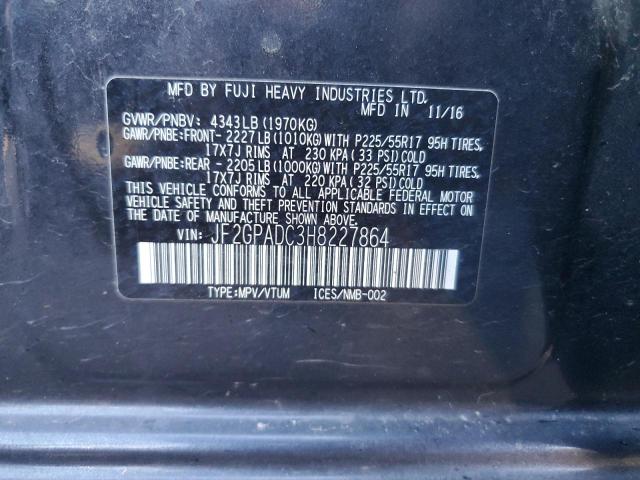 MFD BY FUJI HEAVY INDUSTRIES LTD.
MFD IN 11/16
GVWR/PNBV: 4343LB (1970KG)
GAWR/PNBE:FRONT- 2227LB (1010KG) WITH P225/55R17 95H TIRES,
17X7J RIMS AT 230 KPA (33 PSI) COLD
GAWR/PNBE:REAR - 2205LB (1000KG) WITH P225/55R17 95H TIRES,
17X7J RIMS AT 220 KPA (32 PSI) COLD
THIS VEHICLE CONFORMS TO ALL APPLICABLE FEDERAL MOTOR
VEHICLE SAFETY AND THEFT PREVENTION STANDARDS IN EFFECT ON
THE DATE OF MANUFACTURE SHOWN ABOVE.
VIN: JF2GPADC3H8227864
TYPE:MPV/VTUM ICES/NMB-002